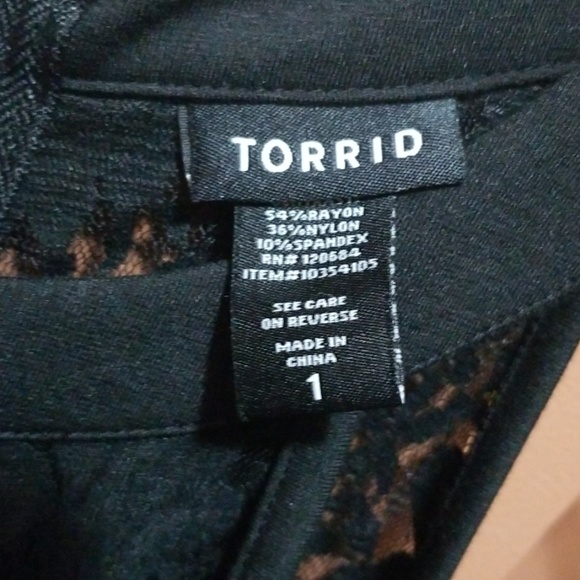 TORRID
54%RAYON
36%NYLON
10%SPANDEX
RN# 120684
ITEM#10354105
SEE CARE
ON REVERSE
MADE IN
CHINA
1